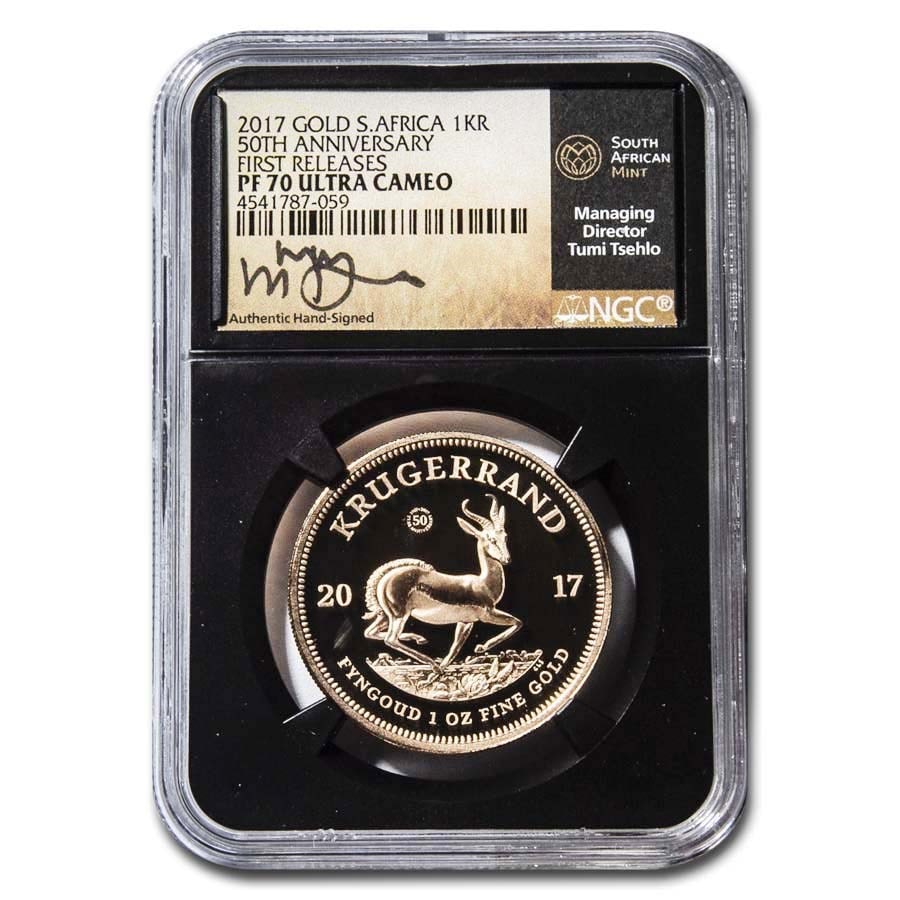 2017 GOLD S.AFRICA 1KR
50TH ANNIVERSARY
FIRST RELEASES
PF 70 ULTRA CAMEO
4541787-059
Authentic Hand-Signed
SOUTH
AFRICAN
MINT
Managing
Director
Tumi Tsehlo
NGC®
KRUGERRAND
50
20 17
FYNGOUD 1 OZ FINE GOLD